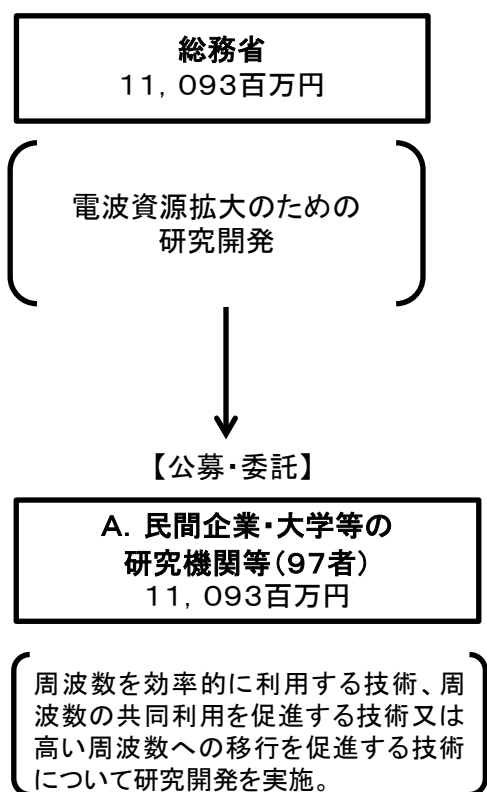 総務省
11，093百万円
電波資源拡大のための
研究開発
【公募・委託】
A．民間企業・大学等の
研究機関等（97者）
11，093百万円
周波数を効率的に利用する技術、周
波数の共同利用を促進する技術又は
高い周波数への移行を促進する技術
について研究開発を実施。